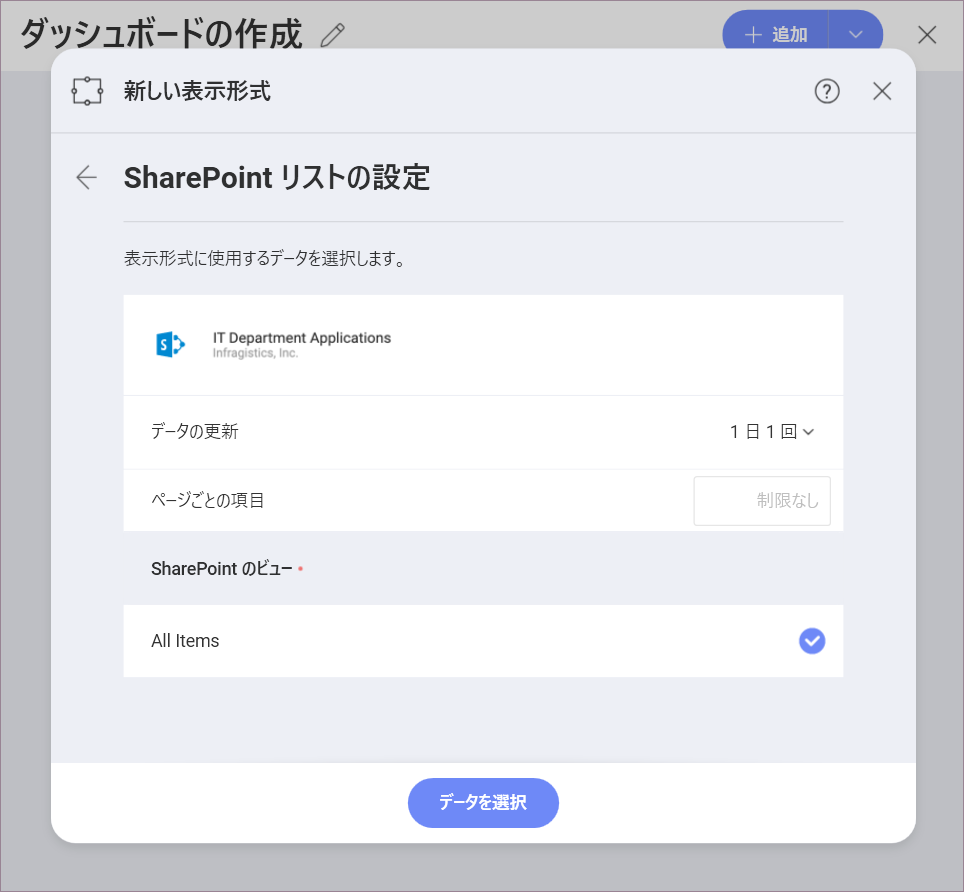 ダッシュボードの作成
追加
新しい表示形式
SharePoint リストの設定
表示形式に使用するデータを選択します。
IT Department Applications
Infragistics, Inc.
データの更新
1 日 1 回
ページごとの項目
制限なし
SharePoint のビュー •
All Items
データを選択